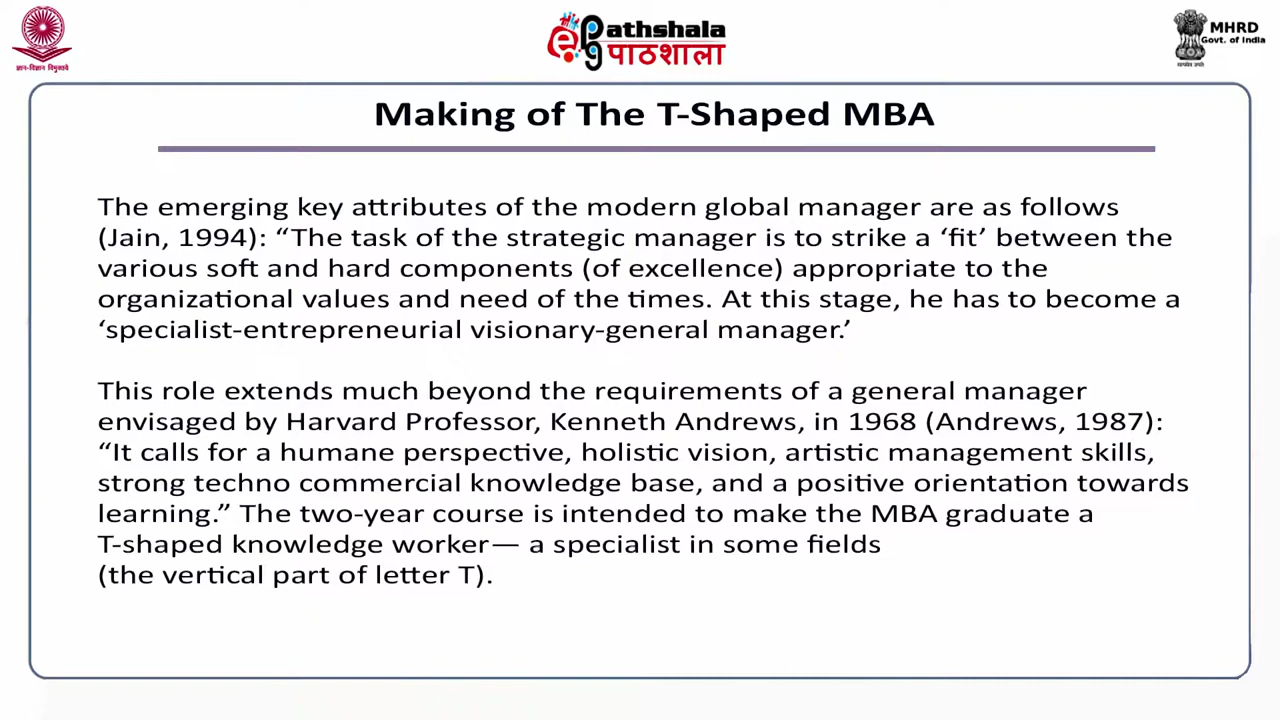 ज्ञान-विज्ञान विमुक्तये
Pathshala
पाठशाला
MHRD
Govt. of India
सत्यमेव जयते
Making of The T-Shaped MBA
The emerging key attributes of the modern global manager are as follows
(Jain, 1994): “The task of the strategic manager is to strike a ‘fit’ between the
various soft and hard components (of excellence) appropriate to the
organizational values and need of the times. At this stage, he has to become a
‘specialist-entrepreneurial visionary-general manager.’
This role extends much beyond the requirements of a general manager
envisaged by Harvard Professor, Kenneth Andrews, in 1968 (Andrews, 1987):
“It calls for a humane perspective, holistic vision, artistic management skills,
strong techno commercial knowledge base, and a positive orientation towards
learning.” The two-year course is intended to make the MBA graduate a
T-shaped knowledge worker— a specialist in some fields
(the vertical part of letter T).